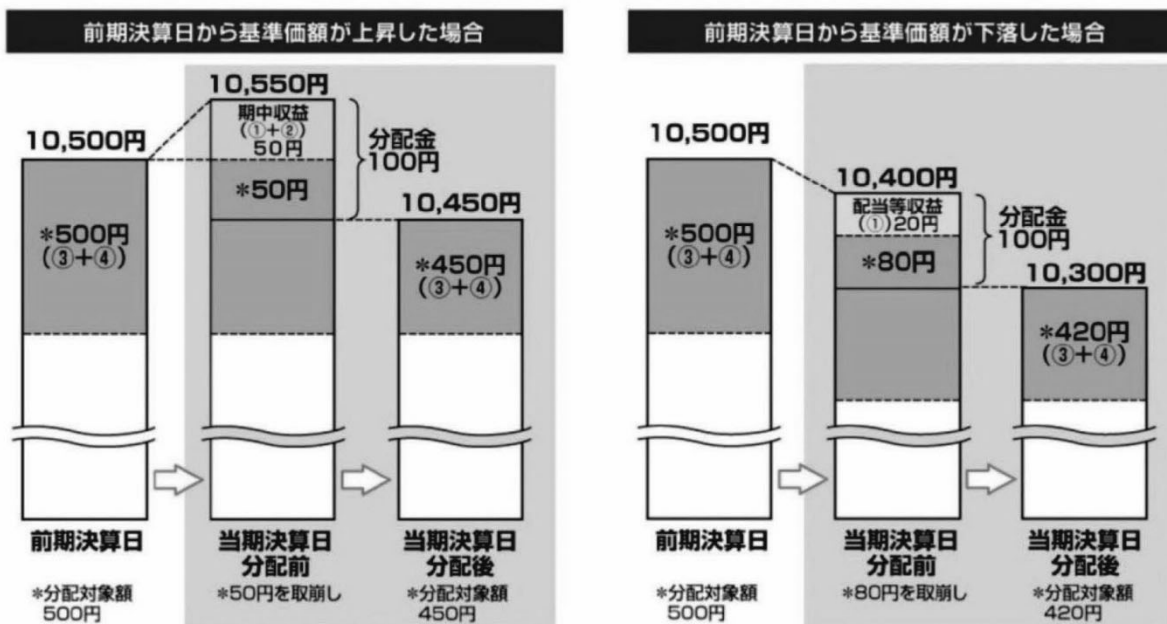 前期決算日から基準価額が上昇した場合
10,550円
期中収益
(①+②)
50円
10,500円
分配金
100円
*50円
10,450円
*500円
(③+④)
*450円
(③+④)
前期決算日
当期決算日
分配前
当期決算日
分配後
*分配対象額
500円
*50円を取崩し
*分配対象額
450円
前期決算日から基準価額が下落した場合
10,500円
10,400円
配当等収益
(①)20円
分配金
100円
*500円
(③+④)
*80円
10,300円
*420円
(③+④)
前期決算日
当期決算日
分配前
当期決算日
分配後
*分配対象額
500円
*80円を取崩し
*分配対象額
420円